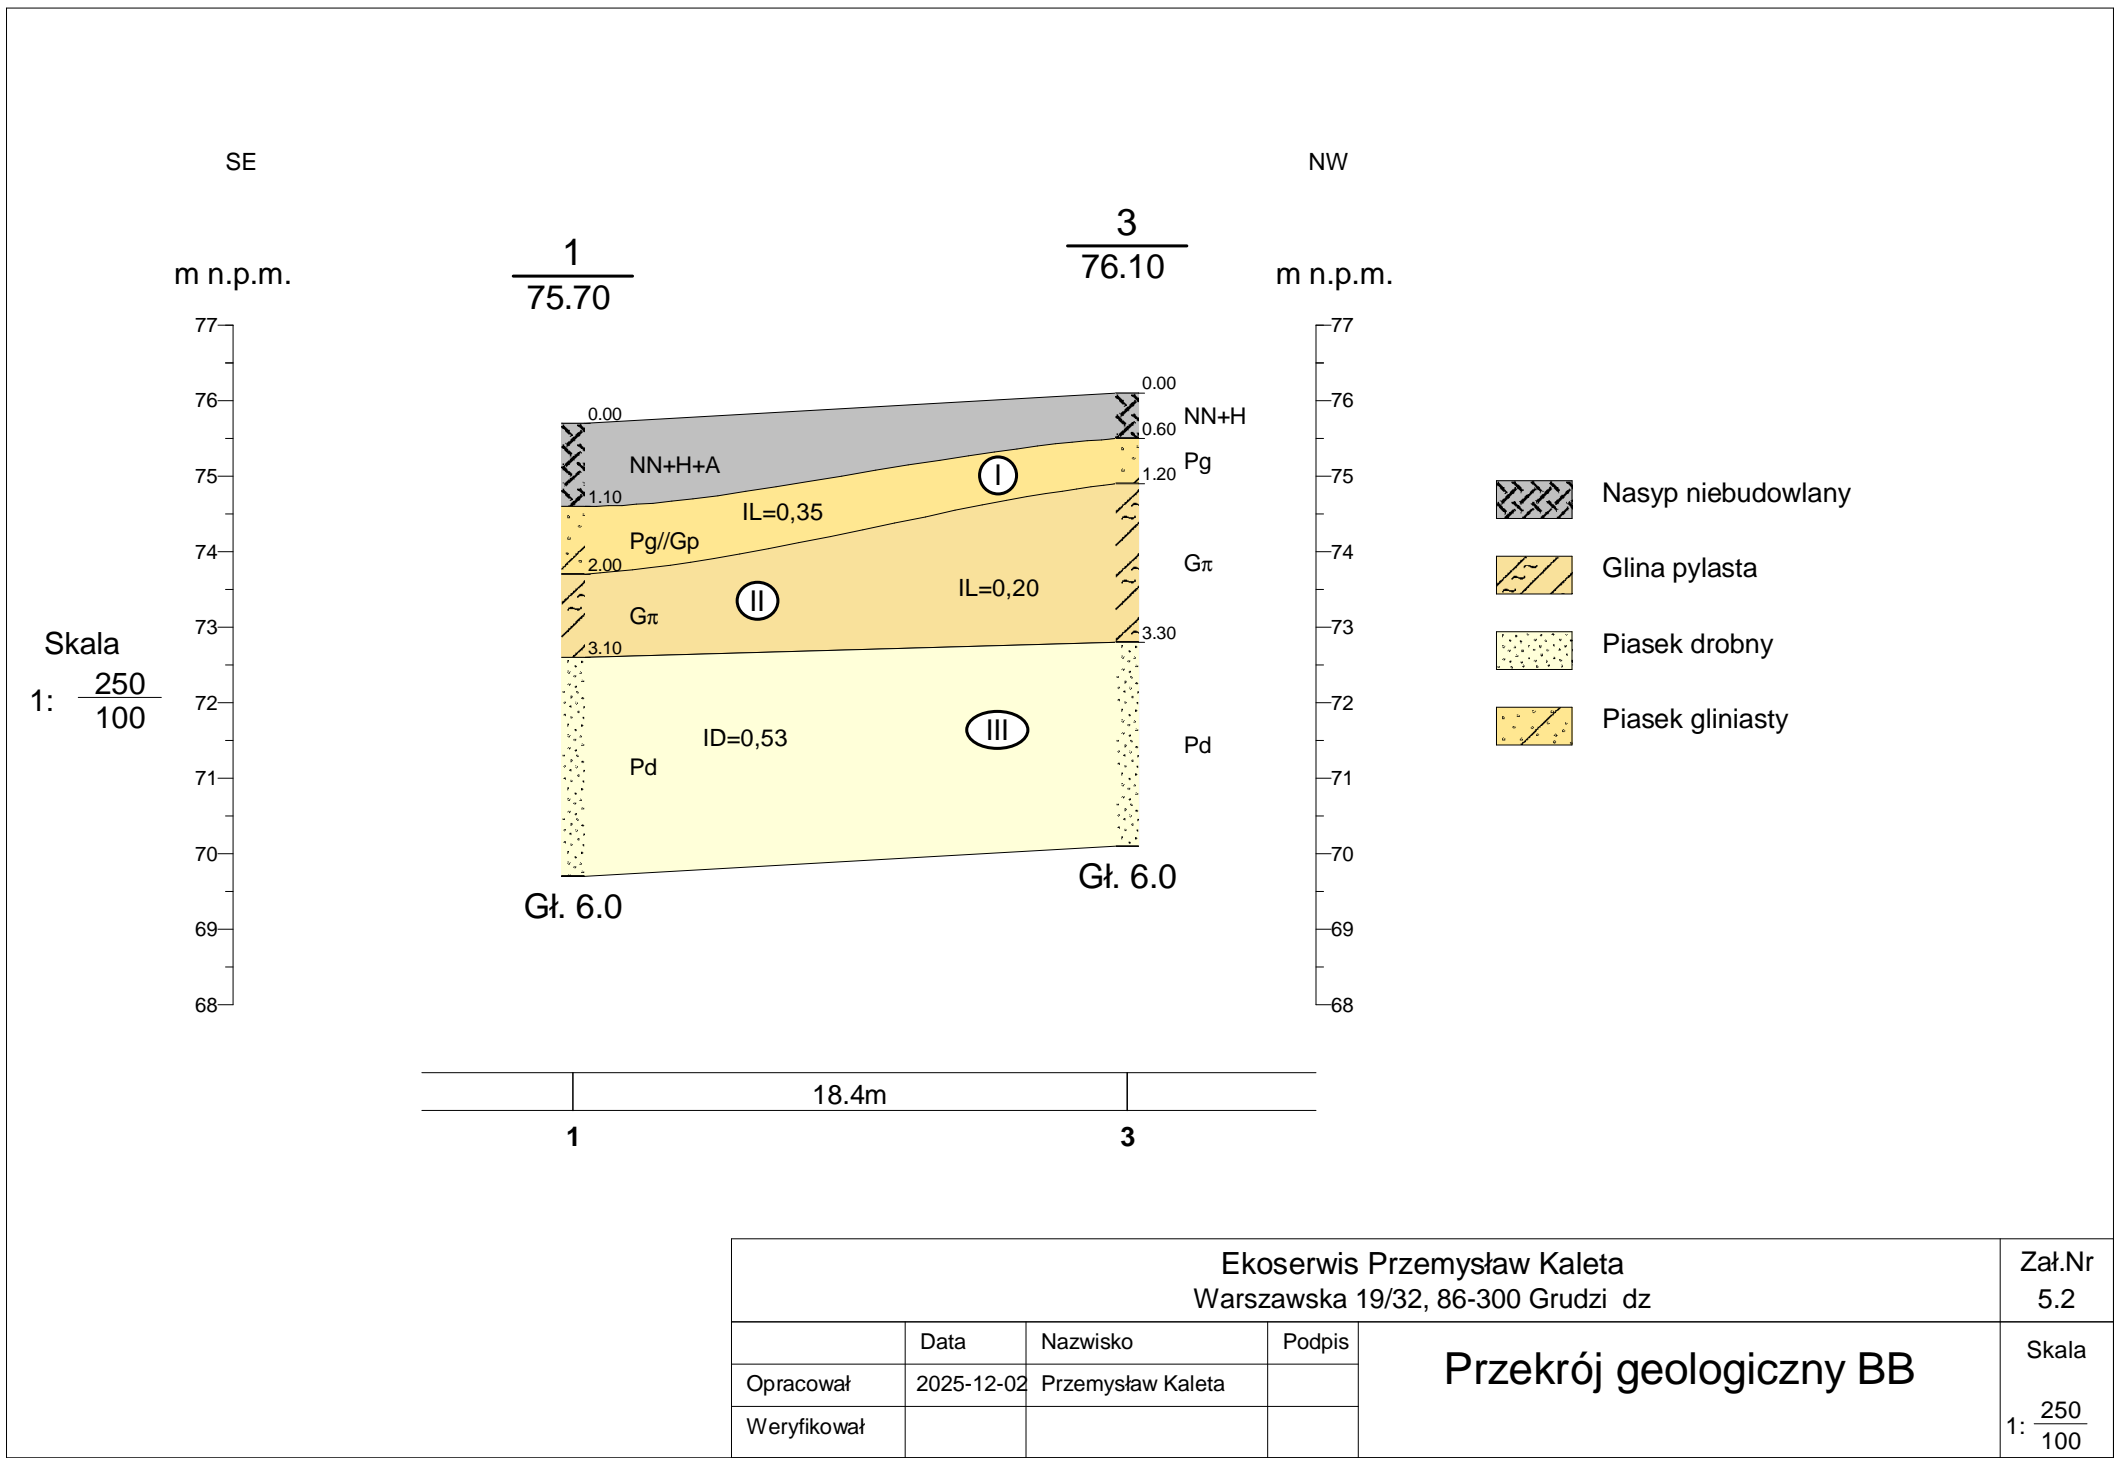 SE
NW
1
75.70
3
76.10
m n.p.m.
m n.p.m.
77
76
75
74
73
72
71
70
69
68
77
76
75
74
73
72
71
70
69
68
Skala
1: 250
100
0.00
NN+H+A
1.10
Pg//Gp
2.00
Gπ
3.10
Pd
Gł. 6.0
I
IL=0,35
II
IL=0,20
III
ID=0,53
0.00
NN+H
0.60
Pg
1.20
Gπ
3.30
Pd
Gł. 6.0
Nasyp niebudowlany
Glina pylasta
Piasek drobny
Piasek gliniasty
18.4m
1
3
Ekoserwis Przemysław Kaleta
Warszawska 19/32, 86-300 Grudzi dz
Zał.Nr
5.2
Data
Nazwisko
Podpis
Opracował
2025-12-02
Przemysław Kaleta
Weryfikował
Przekrój geologiczny BB
Skala
1: 250
100